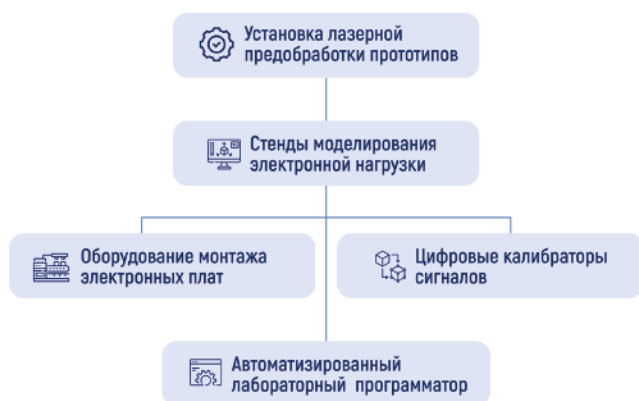 Установка лазерной
предобработки прототипов
Стенды моделирования
электронной нагрузки
Оборудование монтажа
электронных плат
Цифровые калибраторы
сигналов
Автоматизированный
лабораторный программатор